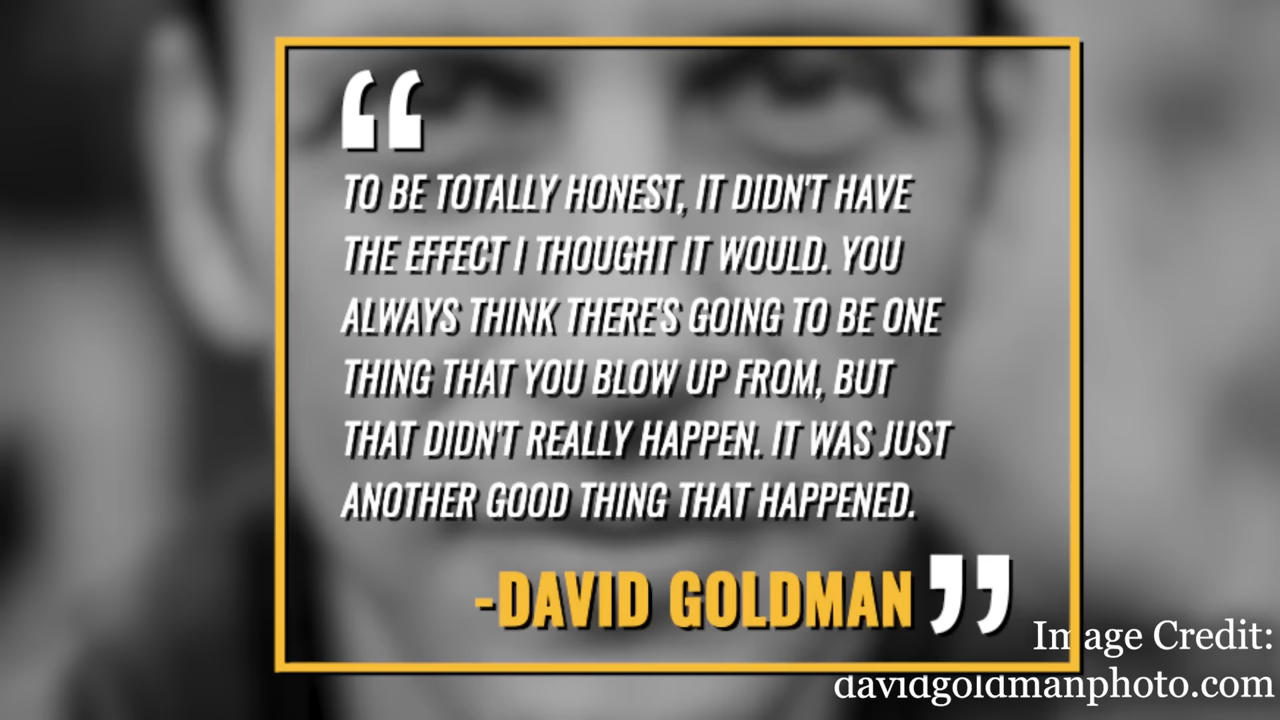 “
TO BE TOTALLY HONEST, IT DIDN'T HAVE
THE EFFECT I THOUGHT IT WOULD. YOU
ALWAYS THINK THERE'S GOING TO BE ONE
THING THAT YOU BLOW UP FROM, BUT
THAT DIDN'T REALLY HAPPEN. IT WAS JUST
ANOTHER GOOD THING THAT HAPPENED.
-DAVID GOLDMAN ”
Image Credit:
davidgoldmanphoto.com